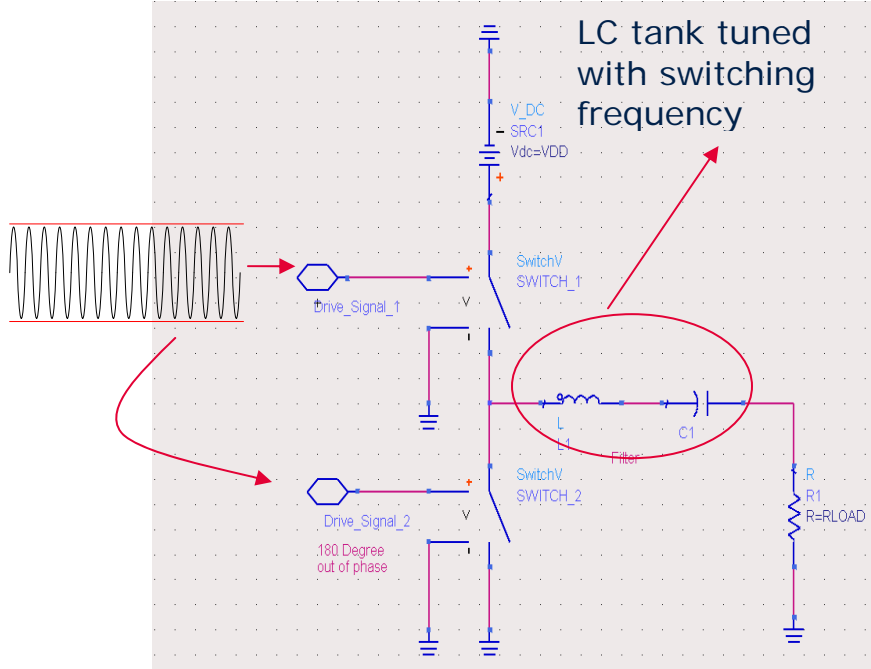 LC tank tuned
with switching
frequency
V_DC
SRC1
Vdc=VDD
SwitchV
SWITCH_1
Drive_Signal_1
V
L
L1
C1
Filter
SwitchV
SWITCH_2
Drive_Signal_2
V
180 Degree
out of phase
R
R1
R=RLOAD